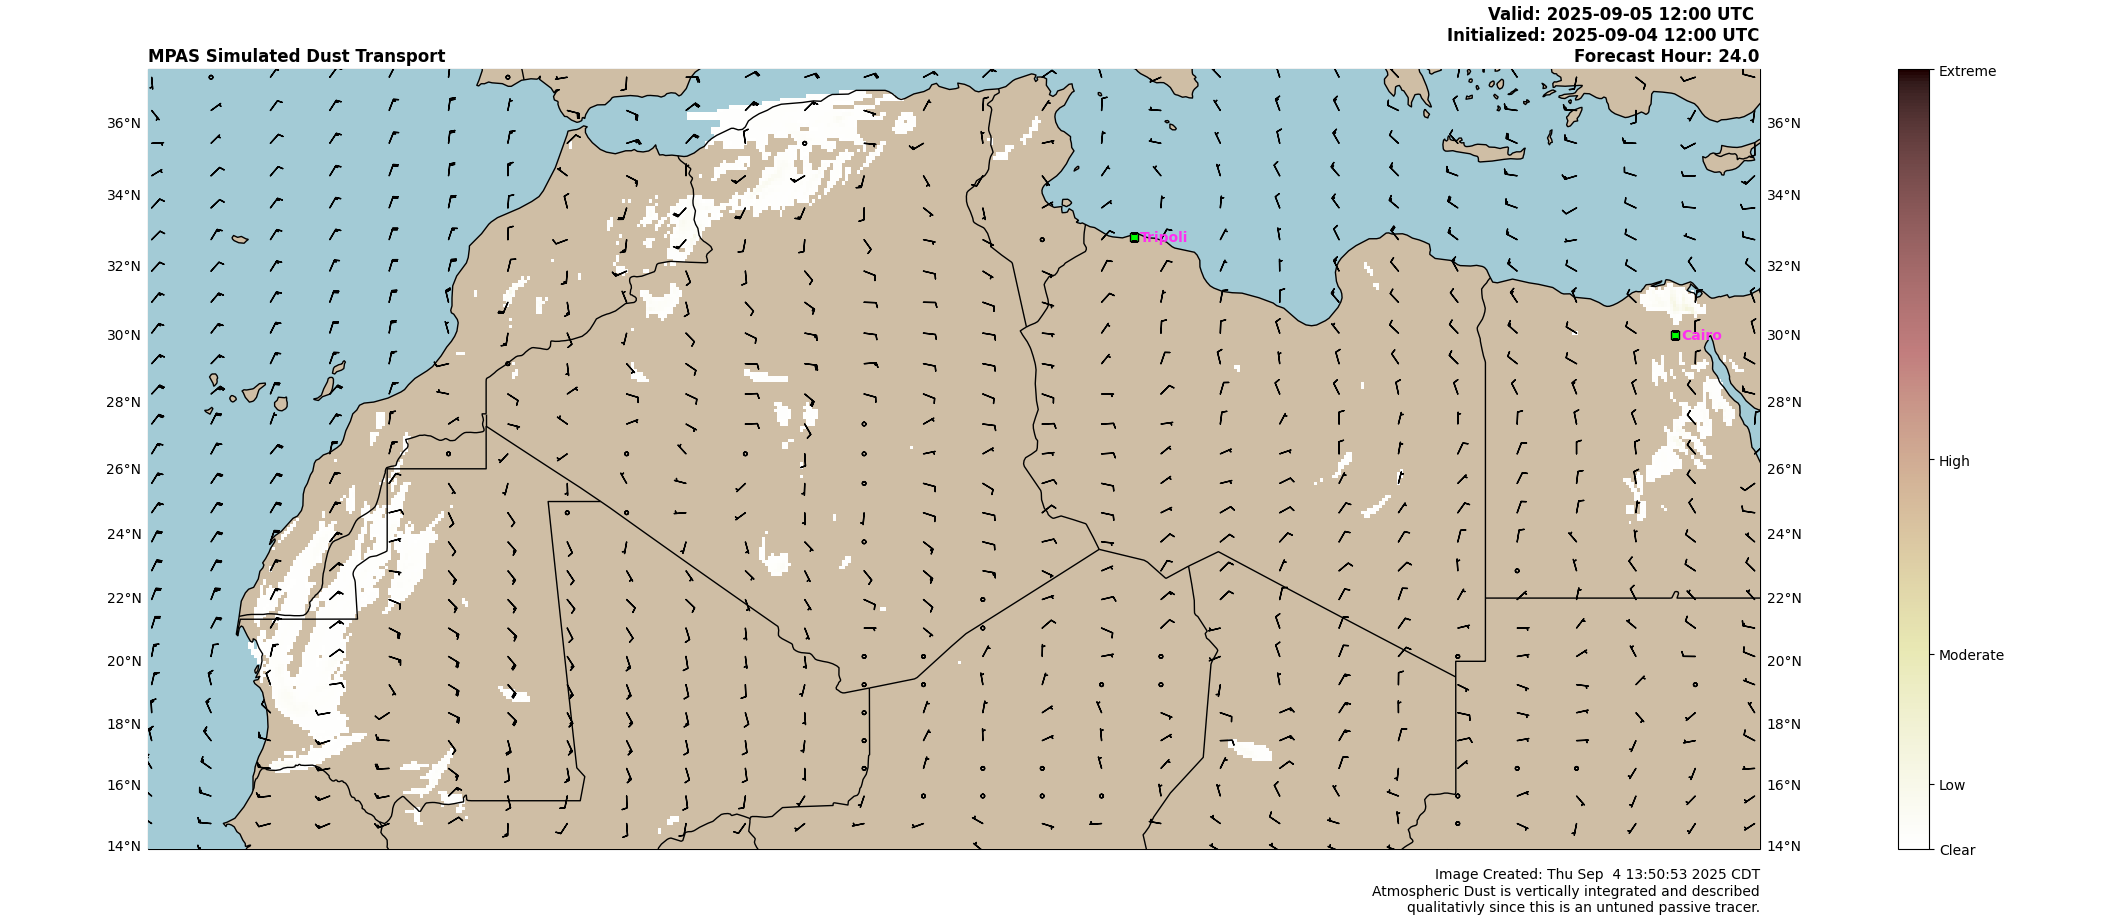 Valid: 2025-09-05 12:00 UTC
Initialized: 2025-09-04 12:00 UTC
MPAS Simulated Dust Transport
Forecast Hour: 24.0
Extreme
36°N
36°N
34°N
34°N
Tripoli
32°N
32°N
30°N
Cairo
30°N
28°N
28°N
26°N
26°N
High
24°N
24°N
22°N
22°N
20°N
20°N
Moderate
18°N
18°N
16°N
16°N
Low
14°N
14°N
Clear
Image Created: Thu Sep  4 13:50:53 2025 CDT
Atmospheric Dust is vertically integrated and described
qualitativly since this is an untuned passive tracer.